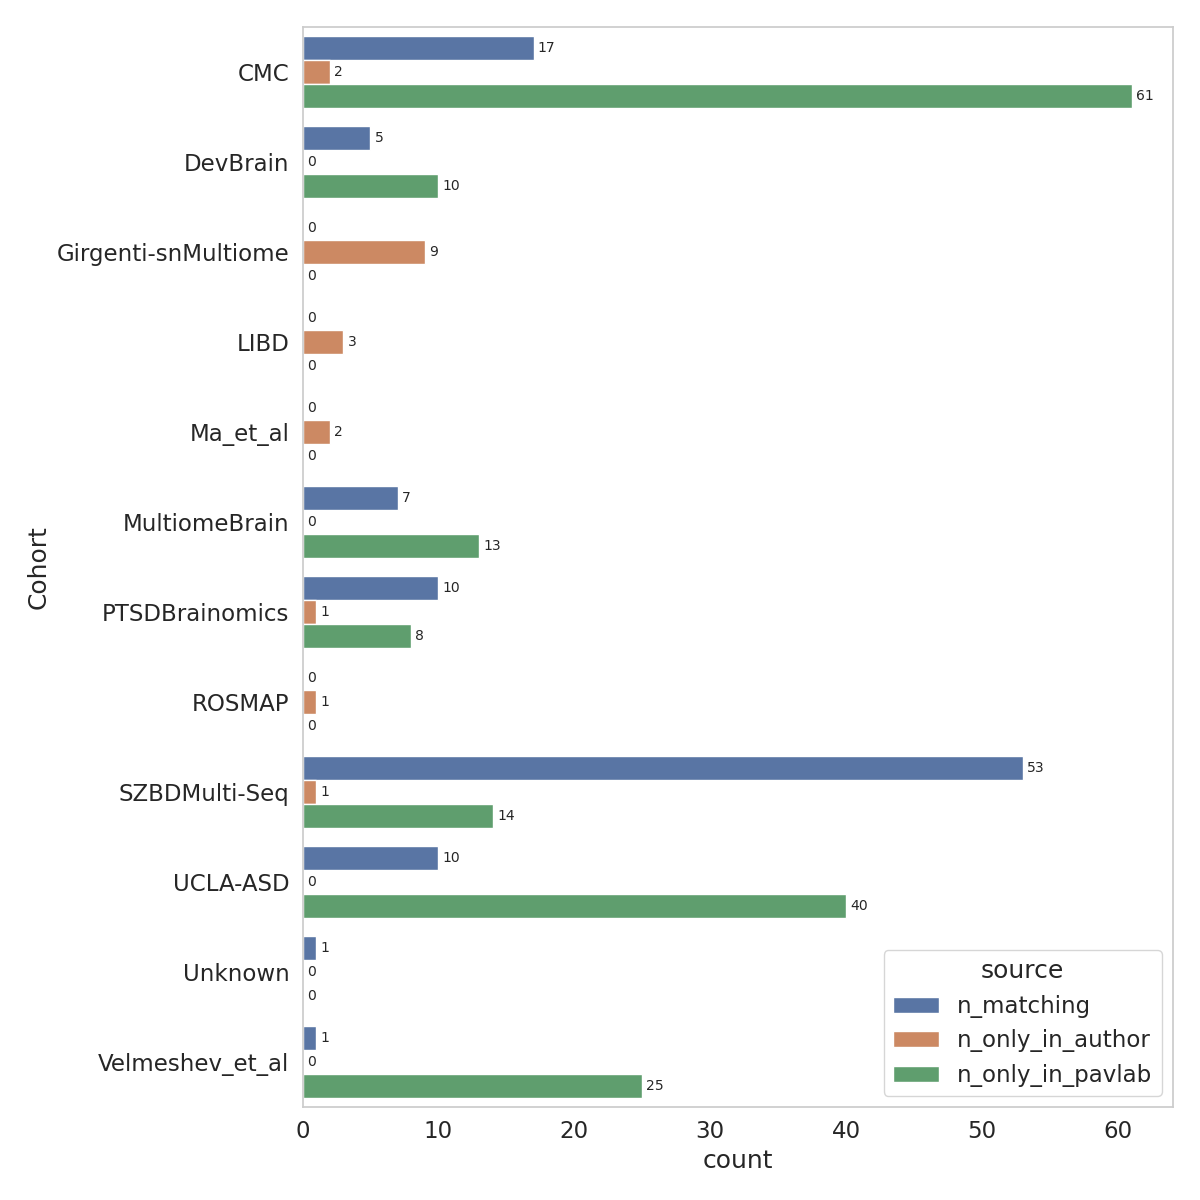 CMC
17
2
61
DevBrain
5
0
10
Girgenti-snMultiome
0
9
0
LIBD
0
3
0
Ma_et_al
0
2
0
MultiomeBrain
7
0
13
PTSDBrainomics
10
1
8
ROSMAP
0
1
0
SZBDMulti-Seq
53
1
14
UCLA-ASD
10
0
40
Unknown
1
0
0
Velmeshev_et_al
1
0
25
Cohort
0 10 20 30 40 50 60
count
source
n_matching
n_only_in_author
n_only_in_pavlab